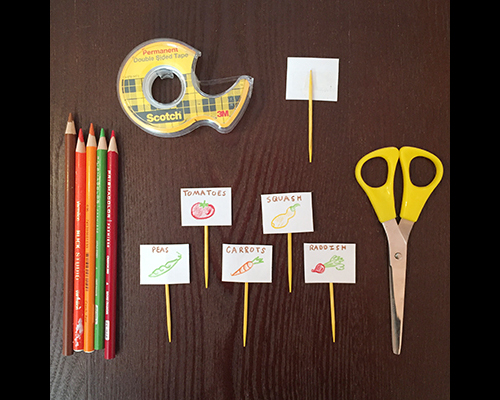 PERMANENT
Double Sided Tape
Scotch
3M
TOMATOES
SQUASH
PEAS
CARROTS
RADDISH